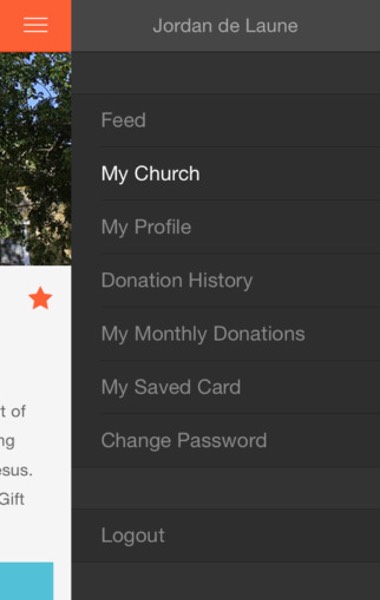 Jordan de Laune
Feed
My Church
My Profile
Donation History
My Monthly Donations
My Saved Card
Change Password
Logout
t of
ng
esus.
Gift